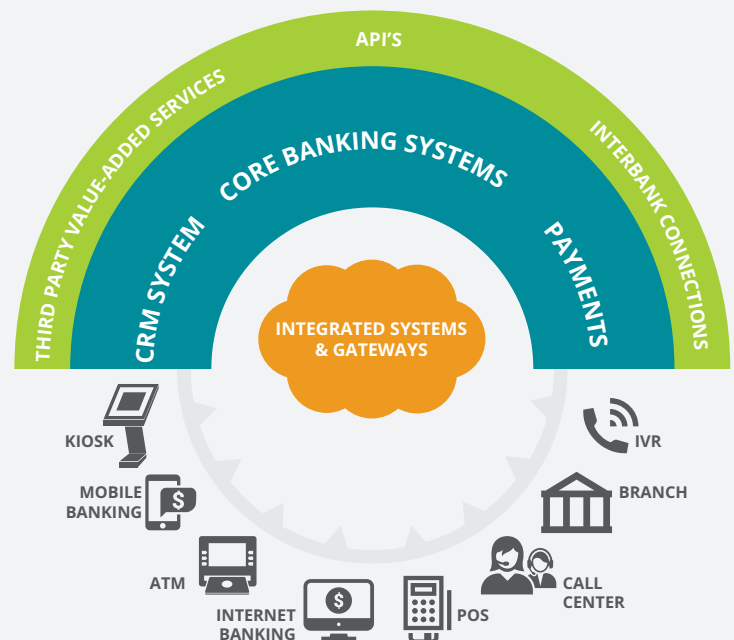 API'S
THIRD PARTY VALUE-ADDED SERVICES
INTERBANK CONNECTIONS
CORE BANKING SYSTEMS
CRM SYSTEM
PAYMENTS
INTEGRATED SYSTEMS
& GATEWAYS
KIOSK
IVR
MOBILE
BANKING
$
BRANCH
ATM
CALL
CENTER
INTERNET
BANKING
$
POS